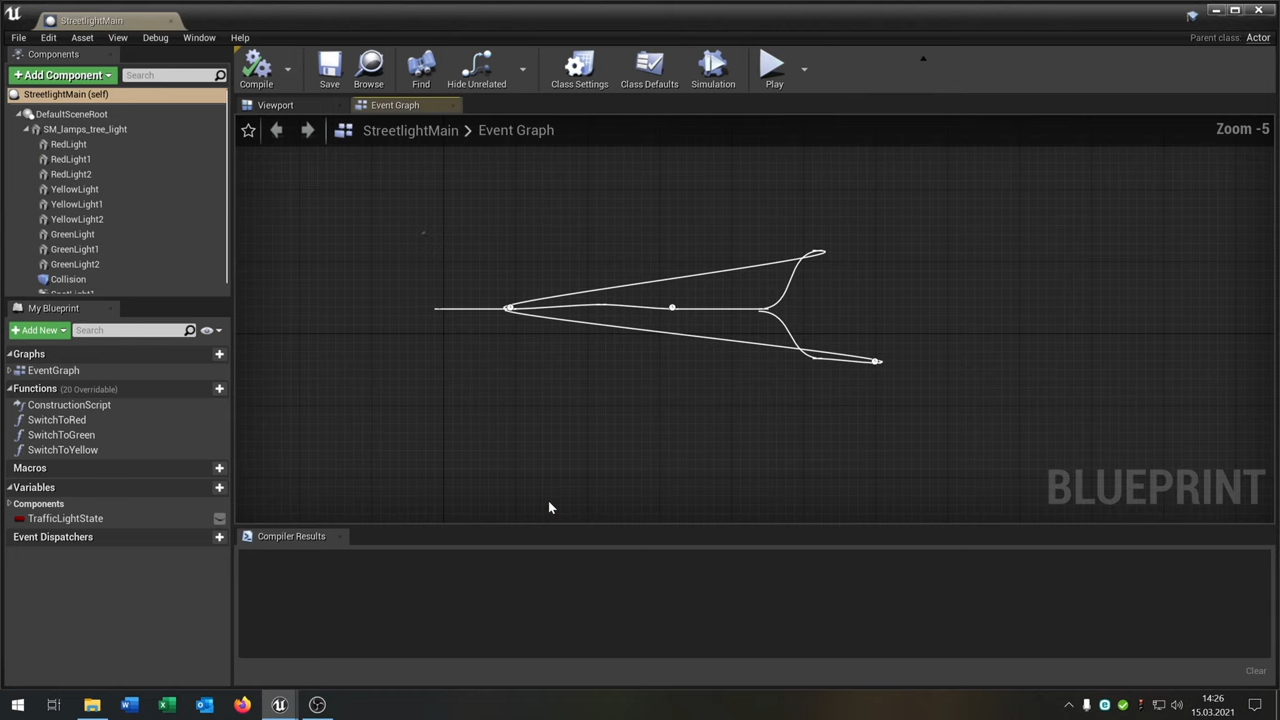 StreetlightMain
File Edit Asset View Debug Window Help
Parent class: Actor
Components
+ Add Component
Search
StreetlightMain (self)
DefaultSceneRoot
SM_lamps_tree_light
RedLight
RedLight1
RedLight2
YellowLight
YellowLight1
YellowLight2
GreenLight
GreenLight1
GreenLight2
Collision
Compile
Save
Browse
Find
Hide Unrelated
Class Settings
Class Defaults
Simulation
Play
Viewport
Event Graph
StreetlightMain > Event Graph
Zoom -5
BLUEPRINT
My Blueprint
+ Add New
Search
Graphs
EventGraph
Functions (20 Overridable)
ConstructionScript
SwitchToRed
SwitchToGreen
SwitchToYellow
Macros
Variables
Components
TrafficLightState
Event Dispatchers
Compiler Results
Clear
14:26
15.03.2021